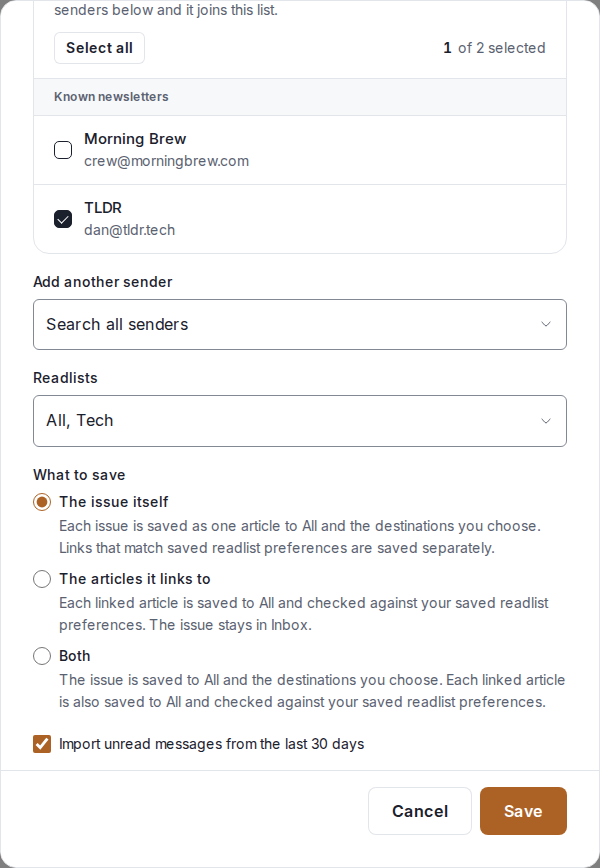 senders below and it joins this list.
Select all
1 of 2 selected
Known newsletters
Morning Brew
crew@morningbrew.com
TLDR
dan@tldr.tech
Add another sender
Search all senders
Readlists
All, Tech
What to save
The issue itself
Each issue is saved as one article to All and the destinations you choose.
Links that match saved readlist preferences are saved separately.
The articles it links to
Each linked article is saved to All and checked against your saved readlist
preferences. The issue stays in Inbox.
Both
The issue is saved to All and the destinations you choose. Each linked article
is also saved to All and checked against your saved readlist preferences.
Import unread messages from the last 30 days
Cancel
Save